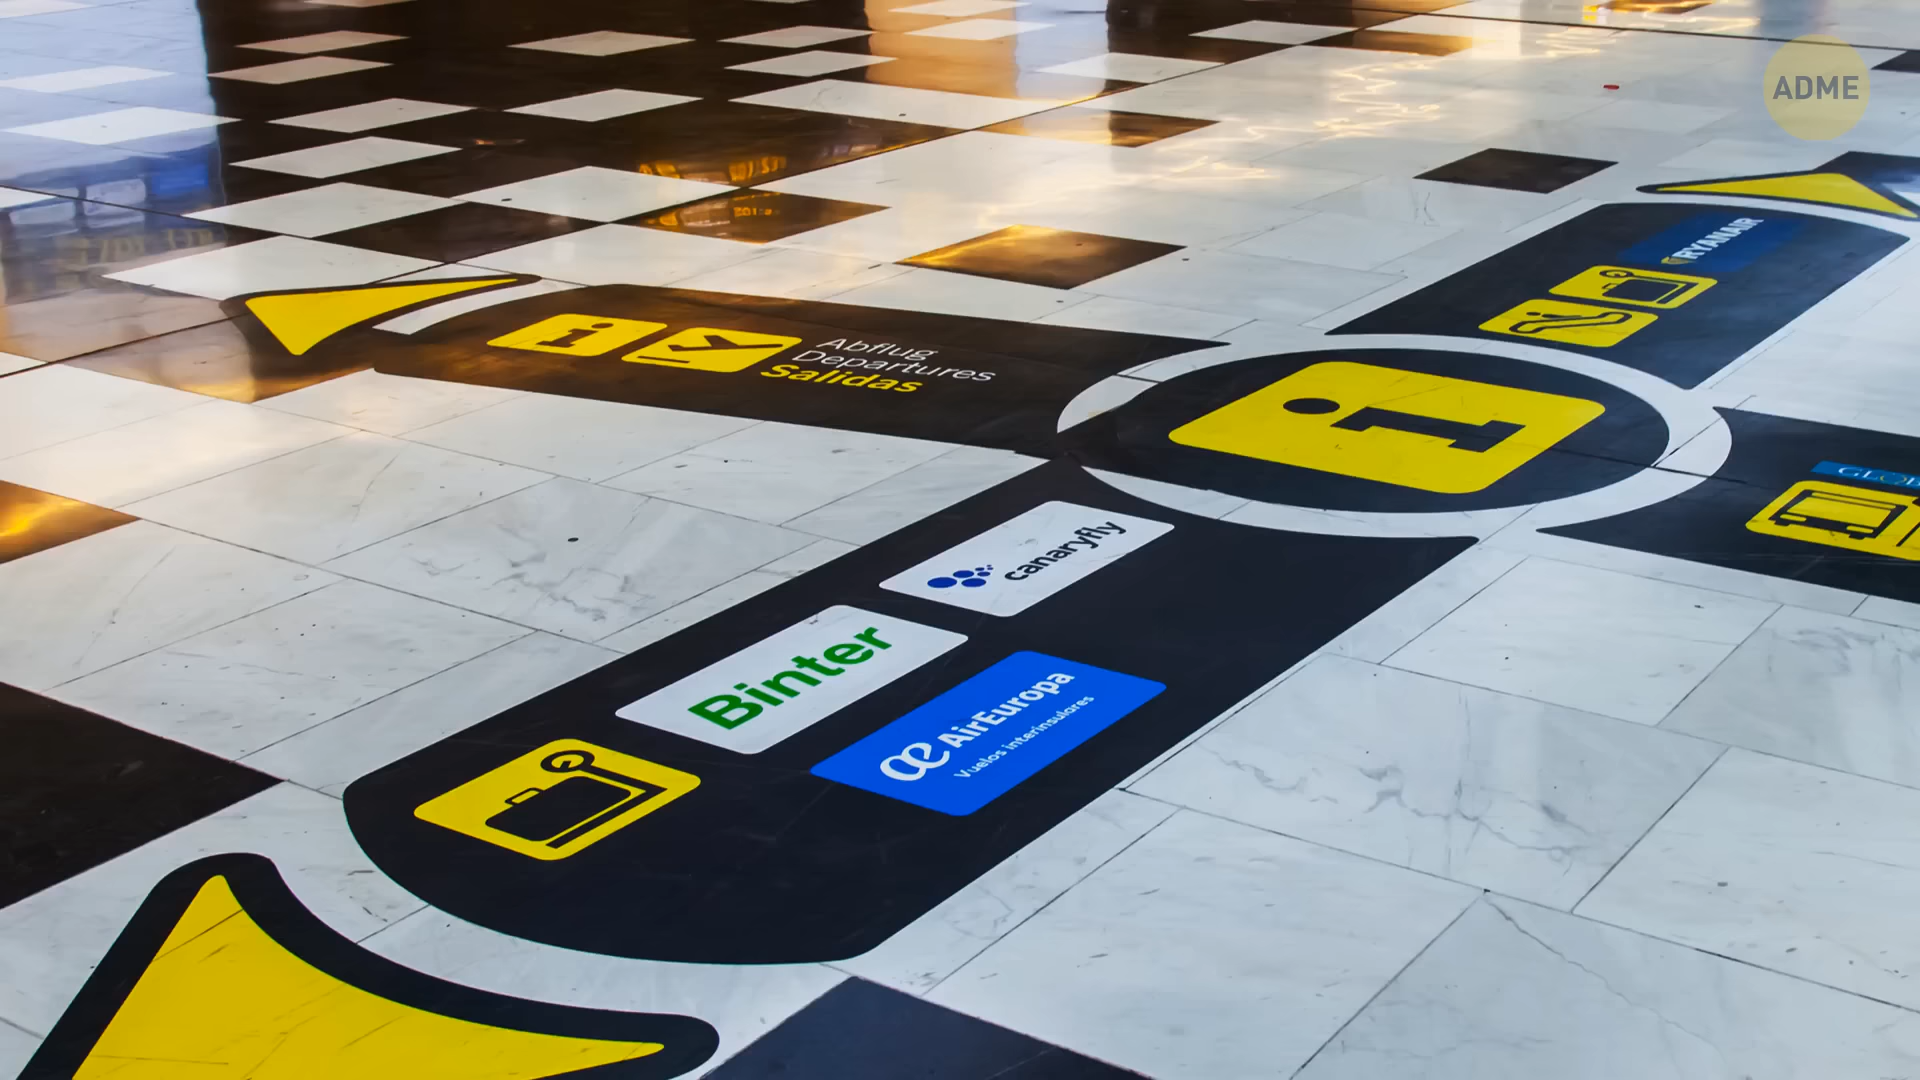 ADME
RYANAIR
Abflug
Departures
Salidas
i
canaryfly
Binter
AirEuropa
Vuelos interinsulares